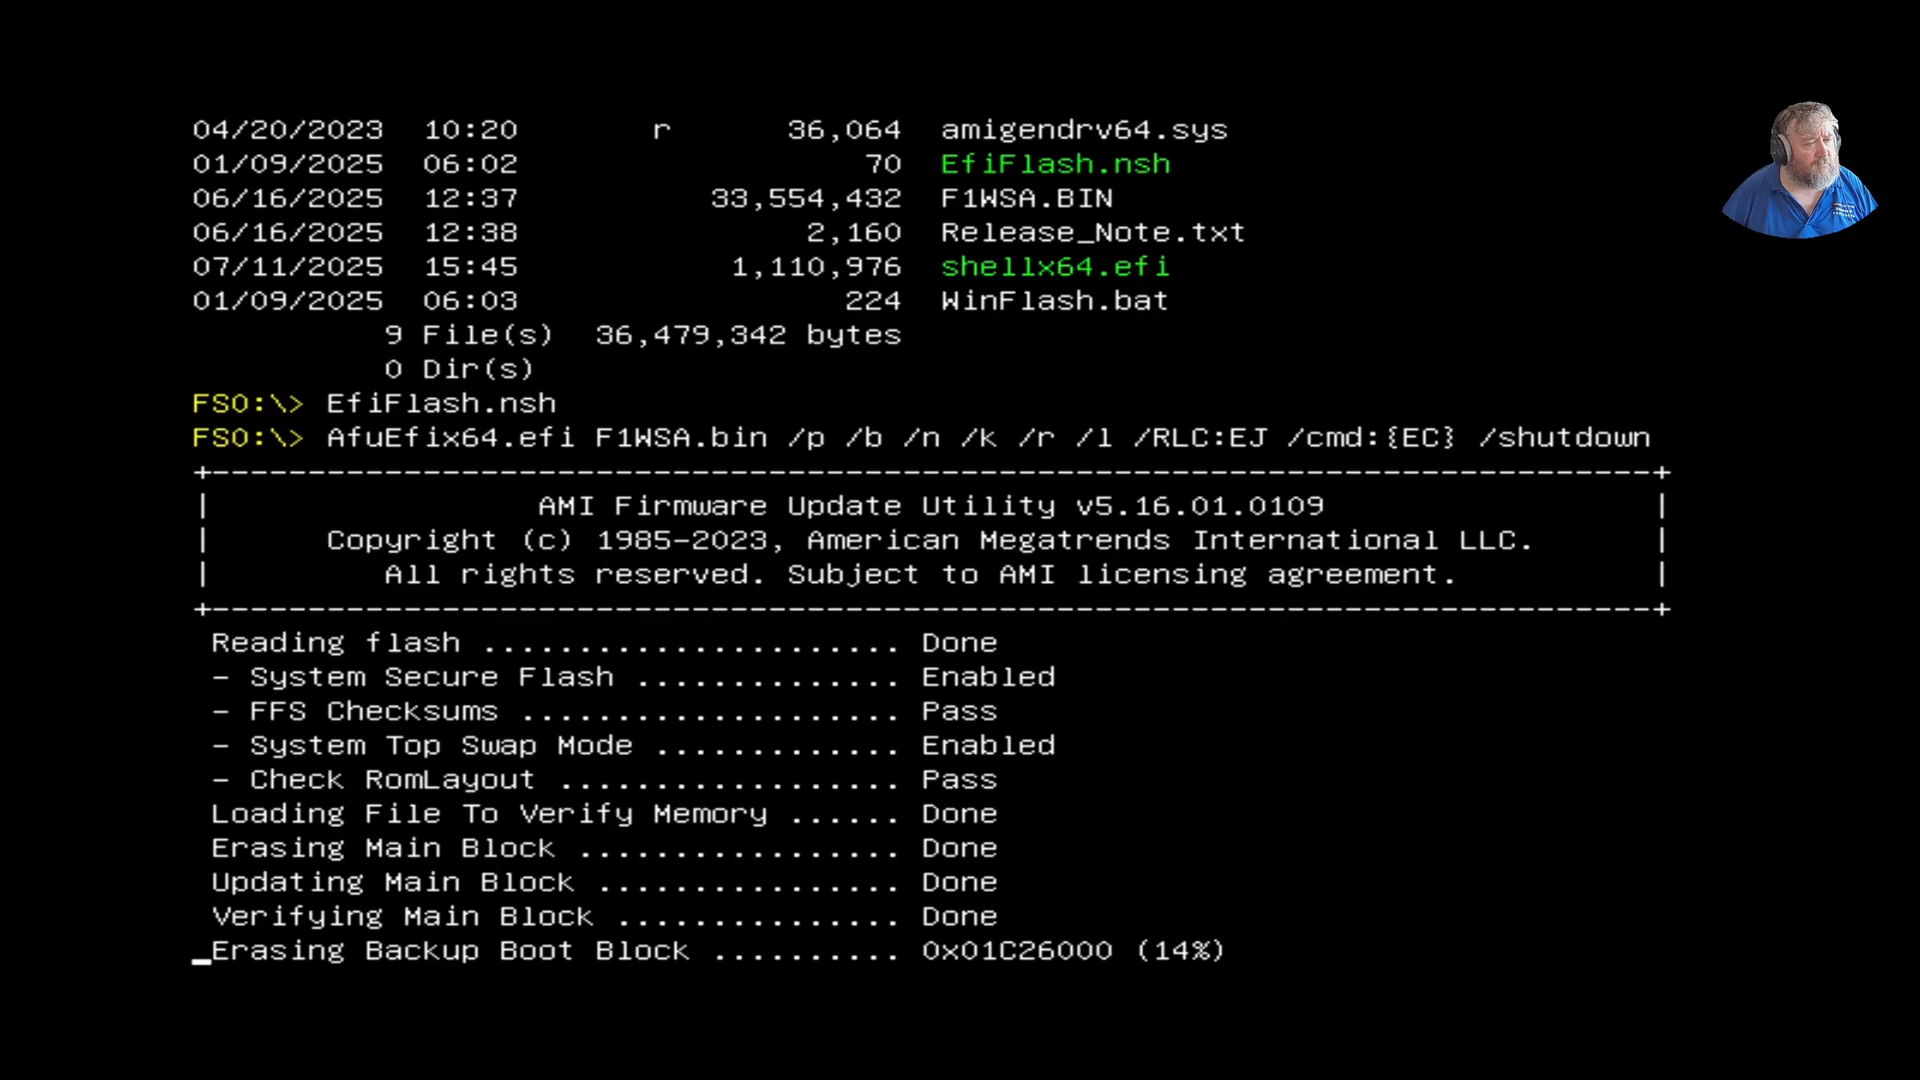 04/20/2023 10:20 r 36,064 amigendrv64.sys
01/09/2025 06:02 70 EfiFlash.nsh
06/16/2025 12:37 33,554,432 F1WSA.BIN
06/16/2025 12:38 2,160 Release_Note.txt
07/11/2025 15:45 1,110,976 shellx64.efi
01/09/2025 06:03 224 WinFlash.bat
9 File(s) 36,479,342 bytes
0 Dir(s)
FS0:\> EfiFlash.nsh
FS0:\> AfuEfix64.efi F1WSA.bin /p /b /n /k /r /l /RLC:EJ /cmd:{EC} /shutdown
+---------------------------------------------------------------------------+
| AMI Firmware Update Utility v5.16.01.0109 |
| Copyright (c) 1985-2023, American Megatrends International LLC. |
| All rights reserved. Subject to AMI licensing agreement. |
+---------------------------------------------------------------------------+
Reading flash ...................... Done
- System Secure Flash .............. Enabled
- FFS Checksums .................... Pass
- System Top Swap Mode ............. Enabled
- Check RomLayout .................. Pass
Loading File To Verify Memory ...... Done
Erasing Main Block ................. Done
Updating Main Block ................ Done
Verifying Main Block ............... Done
_Erasing Backup Boot Block .......... 0x01C26000 (14%)